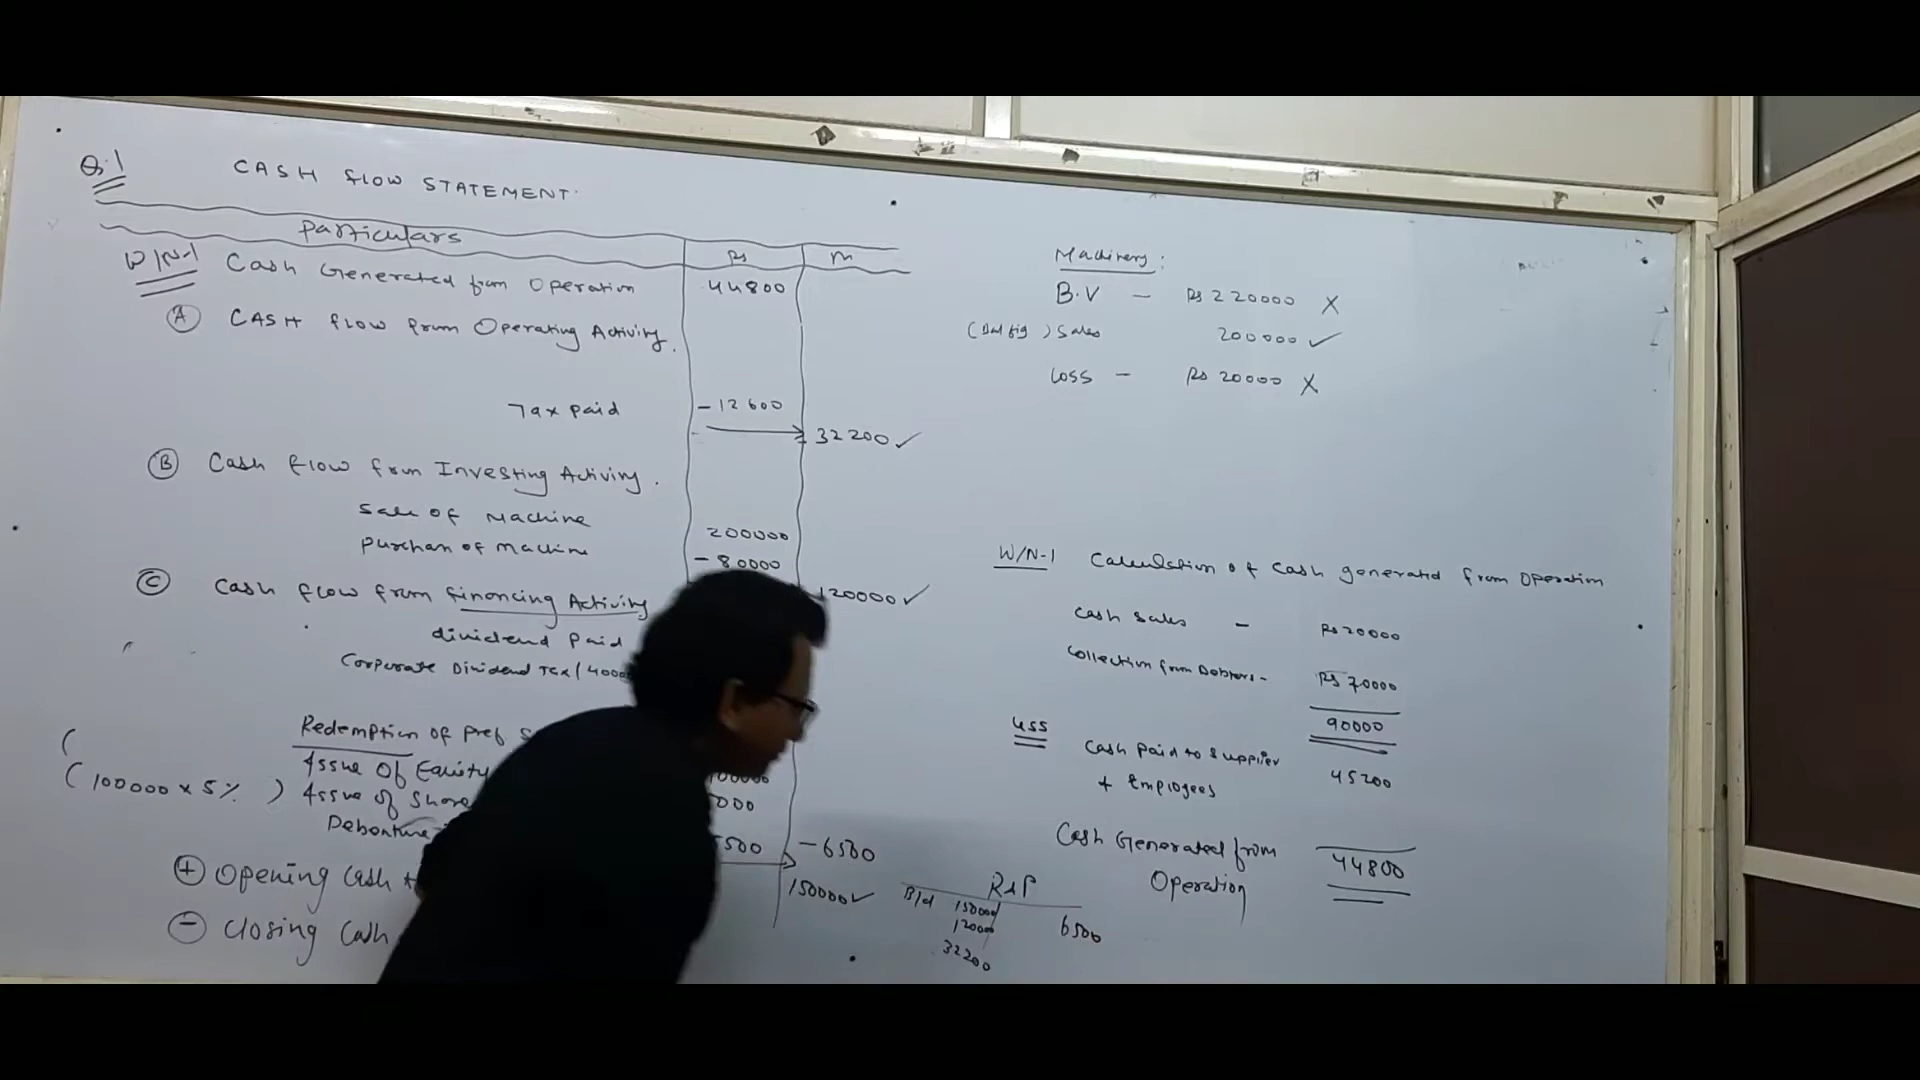 Q.1
CASH flow STATEMENT.
Particulars Rs m
W/N-1 Cash Generated from Operation 44800
(A) CASH flow from Operating Activity.
Tax paid -12600
32200 ✓
(B) Cash flow from Investing Activity.
Sale of Machine 200000
purchan of machine -80000
120000 ✓
(C) Cash flow from financing Activity
dividend paid
Corporate Dividend Tax (4000
Redemption of Pref S
Issue Of Equity 100000
(100000 x 5%) Issue of Share 000
Debenture
500 -6500
(+) Opening Cash + 150000 ✓
(-) Closing Cash
Machinery:
B.V - Rs 220000 X
(Bal fig) Sales 200000 ✓
Loss - Rs 20000 X
W/N-1 Calculation of Cash generated from Operation
Cash Sales - Rs 20000
Collection from Debtors - Rs 70000
90000
Less Cash Paid to Supplier
+ Employees 45200
Cash Generated from
Operation 44800
R&P
B/d 150000 6500
120000
32200